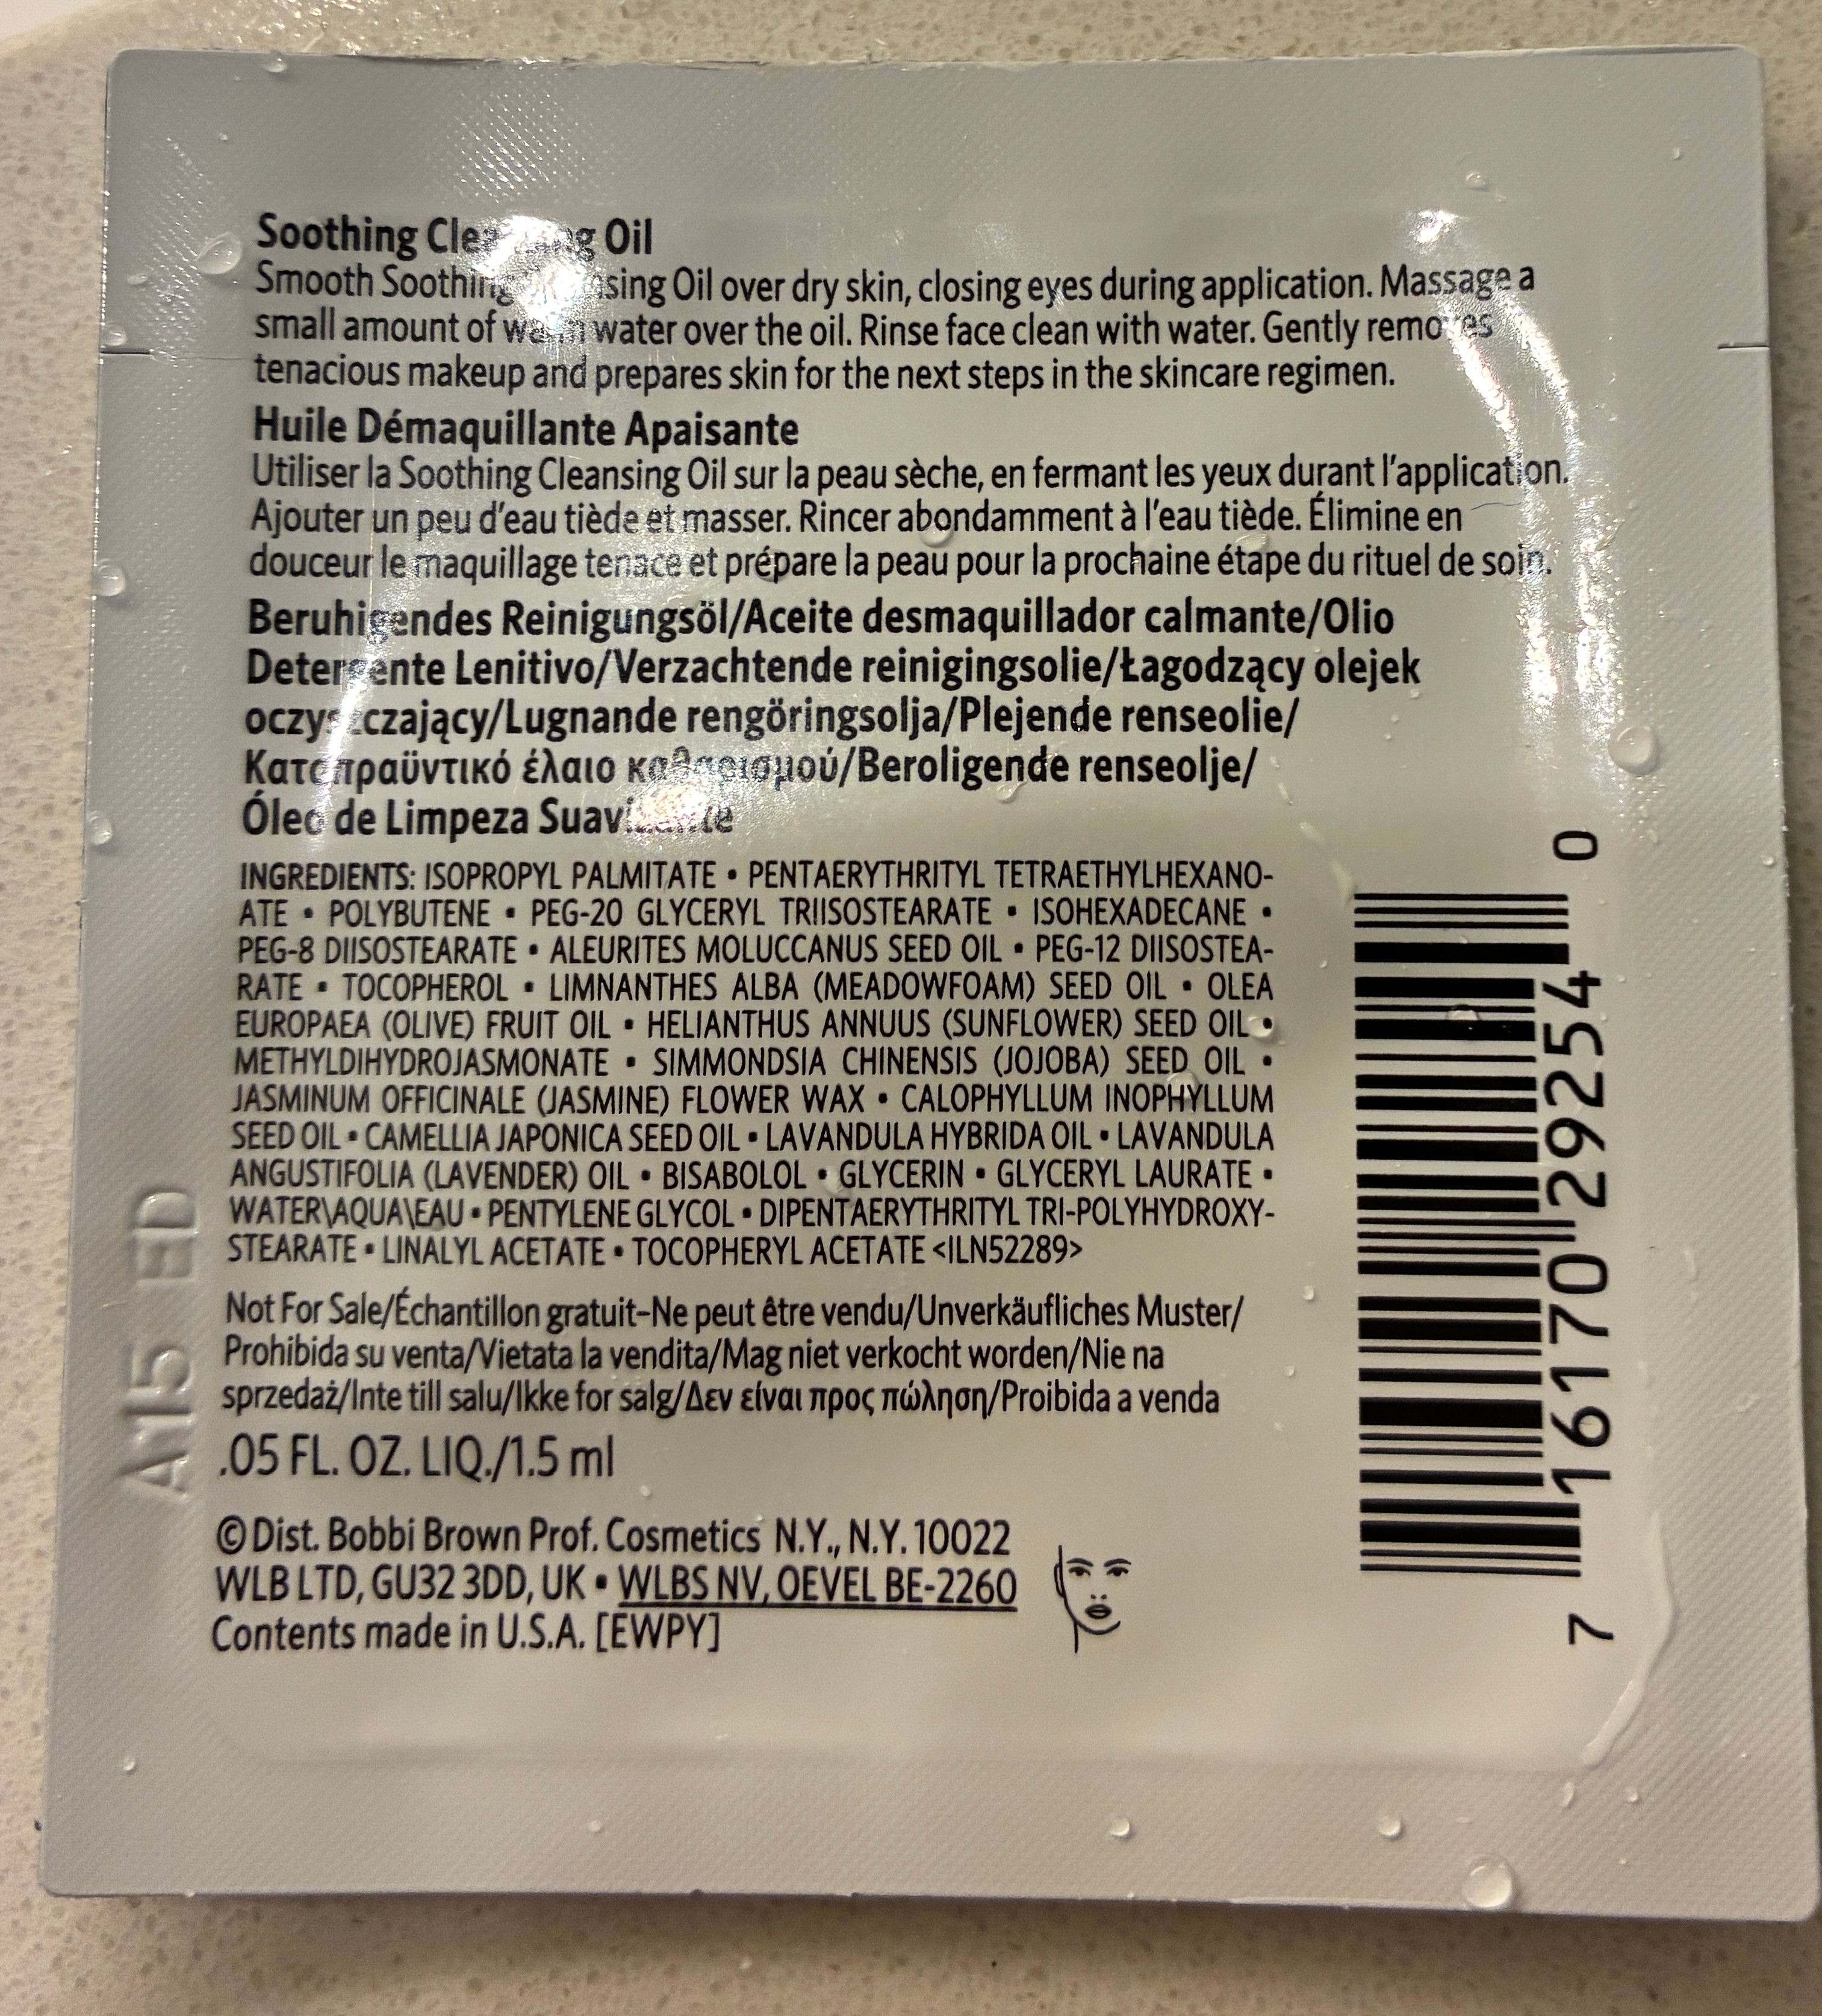 Soothing Cleansing Oil
Smooth Soothing Cleansing Oil over dry skin, closing eyes during application. Massage a
small amount of warm water over the oil. Rinse face clean with water. Gently removes
tenacious makeup and prepares skin for the next steps in the skincare regimen.
Huile Démaquillante Apaisante
Utiliser la Soothing Cleansing Oil sur la peau sèche, en fermant les yeux durant l'application.
Ajouter un peu d'eau tiède et masser. Rincer abondamment à l'eau tiède. Élimine en
douceur le maquillage tenace et prépare la peau pour la prochaine étape du rituel de soin.
Beruhigendes Reinigungsöl/Aceite desmaquillador calmante/Olio
Detergente Lenitivo/Verzachtende reinigingsolie/Łagodzący olejek
oczyszczający/Lugnande rengöringsolja/Plejende renseolie/
Καταπραϋντικό έλαιο καθαρισμού/Beroligende renseolje/
Óleo de Limpeza Suavizante
INGREDIENTS: ISOPROPYL PALMITATE • PENTAERYTHRITYL TETRAETHYLHEXANO-
ATE • POLYBUTENE • PEG-20 GLYCERYL TRIISOSTEARATE • ISOHEXADECANE •
PEG-8 DIISOSTEARATE • ALEURITES MOLUCCANUS SEED OIL • PEG-12 DIISOSTEA-
RATE • TOCOPHEROL • LIMNANTHES ALBA (MEADOWFOAM) SEED OIL • OLEA
EUROPAEA (OLIVE) FRUIT OIL • HELIANTHUS ANNUUS (SUNFLOWER) SEED OIL •
METHYLDIHYDROJASMONATE • SIMMONDSIA CHINENSIS (JOJOBA) SEED OIL •
JASMINUM OFFICINALE (JASMINE) FLOWER WAX • CALOPHYLLUM INOPHYLLUM
SEED OIL • CAMELLIA JAPONICA SEED OIL • LAVANDULA HYBRIDA OIL • LAVANDULA
ANGUSTIFOLIA (LAVENDER) OIL • BISABOLOL • GLYCERIN • GLYCERYL LAURATE •
WATER\AQUA\EAU • PENTYLENE GLYCOL • DIPENTAERYTHRITYL TRI-POLYHYDROXY-
STEARATE • LINALYL ACETATE • TOCOPHERYL ACETATE <ILN52289>
Not For Sale/Échantillon gratuit–Ne peut être vendu/Unverkäufliches Muster/
Prohibida su venta/Vietata la vendita/Mag niet verkocht worden/Nie na
sprzedaż/Inte till salu/Ikke for salg/Δεν είναι προς πώληση/Proibida a venda
.05 FL. OZ. LIQ./1.5 ml
© Dist. Bobbi Brown Prof. Cosmetics N.Y., N.Y. 10022
WLB LTD, GU32 3DD, UK • WLBS NV, OEVEL BE-2260
Contents made in U.S.A. [EWPY]
7 16170 29254 0
A15 ED